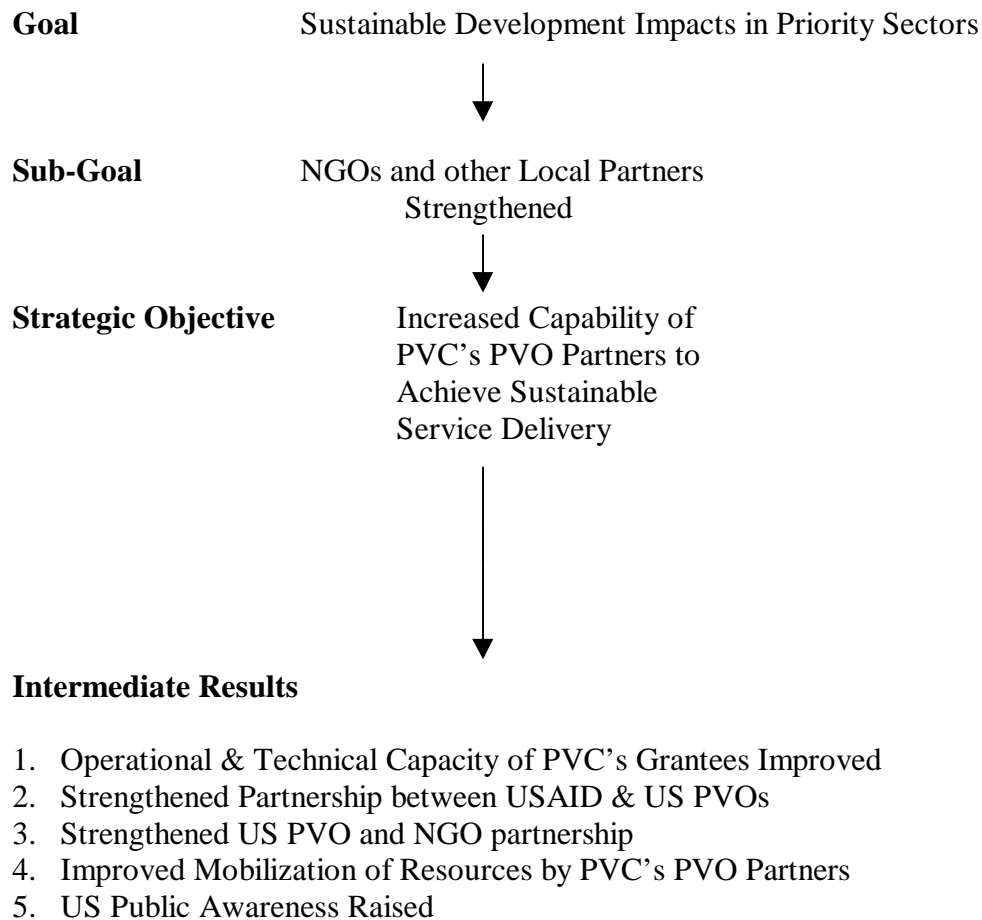 Goal Sustainable Development Impacts in Priority Sectors
Sub-Goal NGOs and other Local Partners
Strengthened
Strategic Objective Increased Capability of
PVC’s PVO Partners to
Achieve Sustainable
Service Delivery
Intermediate Results
1. Operational & Technical Capacity of PVC’s Grantees Improved
2. Strengthened Partnership between USAID & US PVOs
3. Strengthened US PVO and NGO partnership
4. Improved Mobilization of Resources by PVC’s PVO Partners
5. US Public Awareness Raised